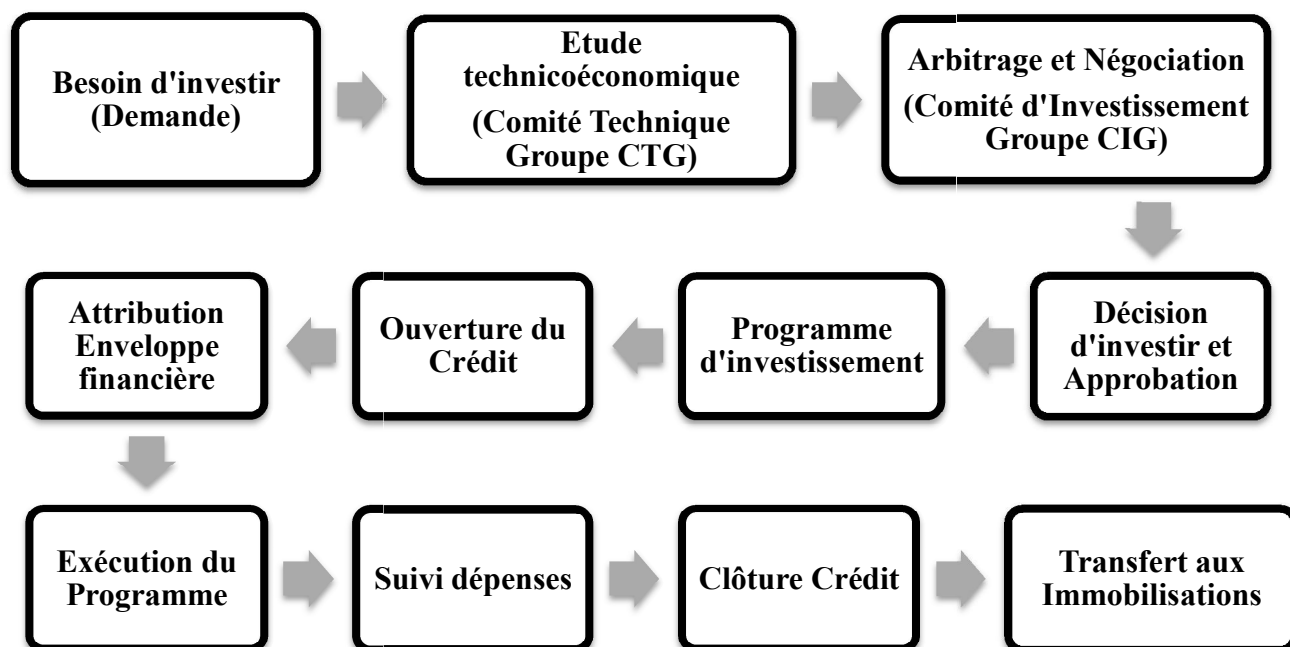 Besoin d'investir
(Demande)
Etude
technicoéconomique
(Comité Technique
Groupe CTG)
Arbitrage et Négociation
(Comité d'Investissement
Groupe CIG)
Décision
d'investir et
Approbation
Programme
d'investissement
Ouverture du
Crédit
Attribution
Enveloppe
financière
Exécution du
Programme
Suivi dépenses
Clôture Crédit
Transfert aux
Immobilisations